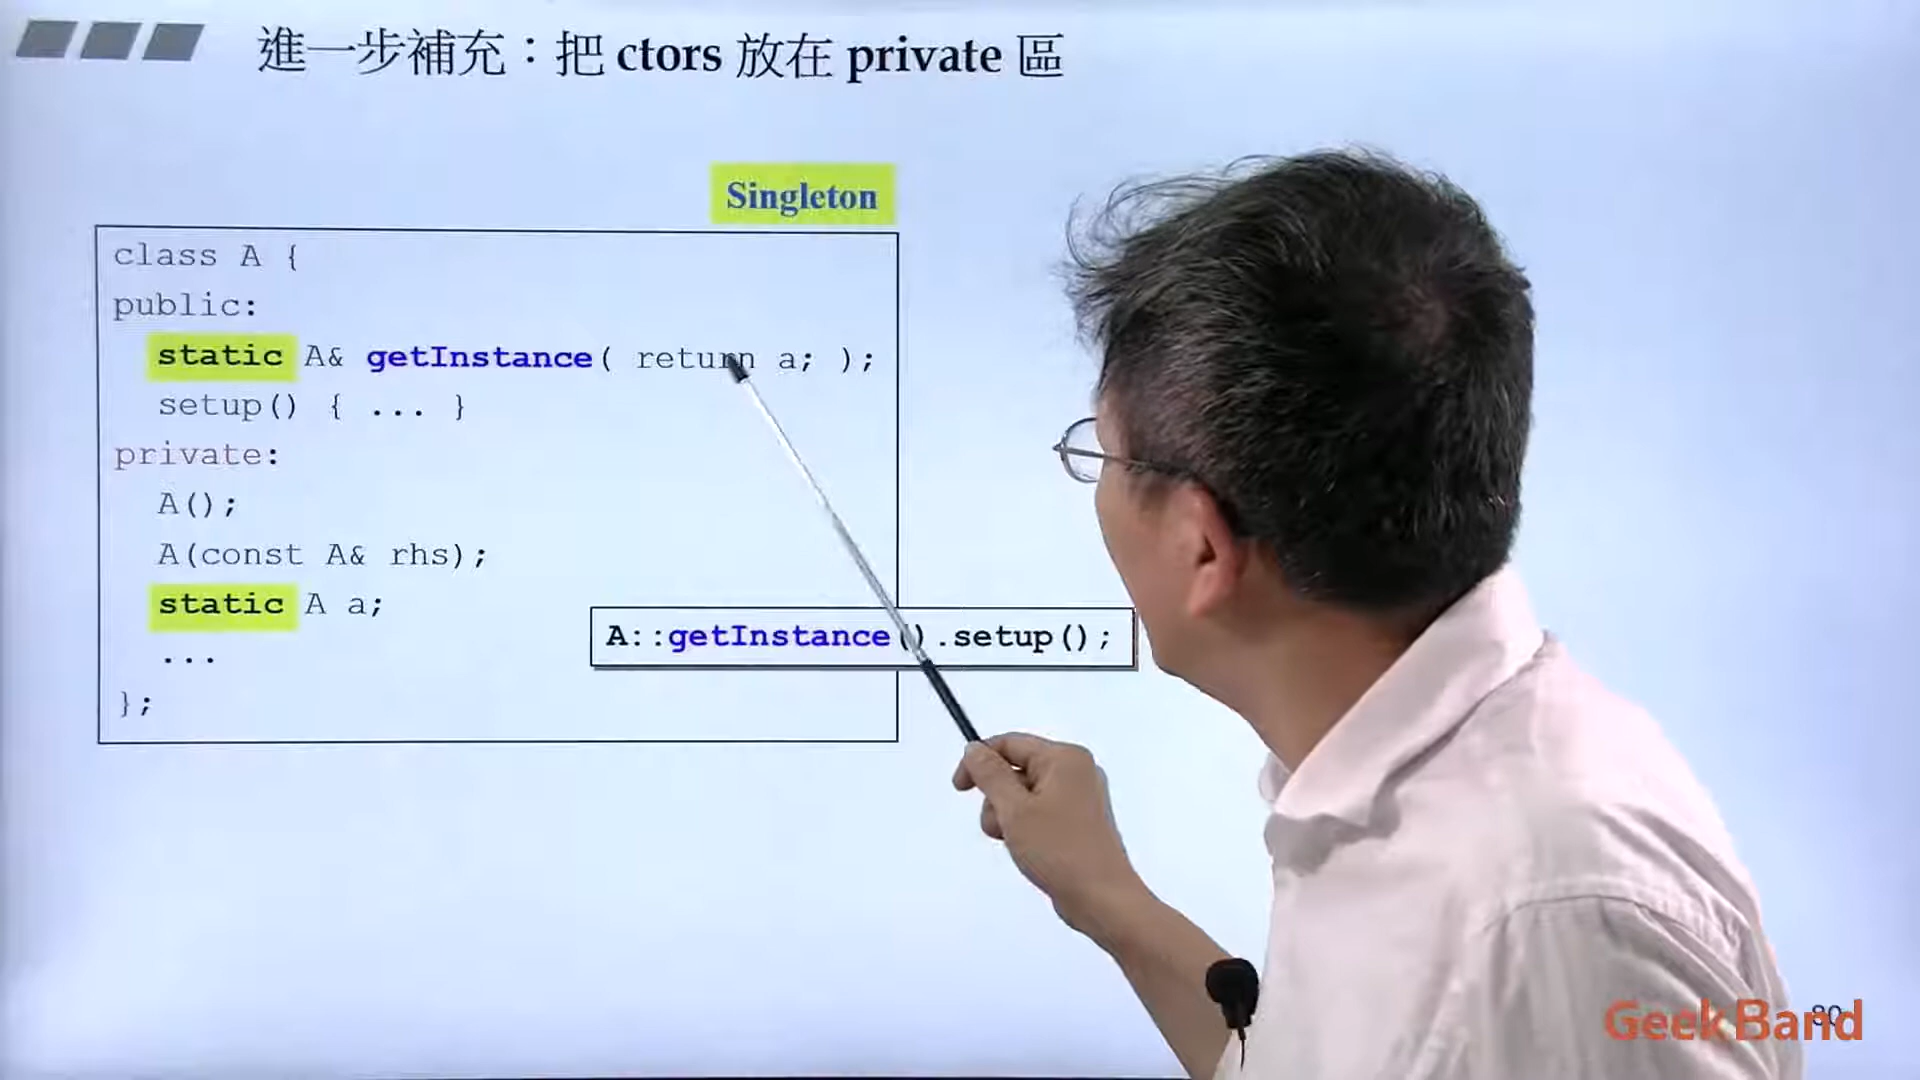 進一步補充：把 ctors 放在 private 區
Singleton
class A {
public:
static A& getInstance( return a; );
setup() { ... }
private:
A();
A(const A& rhs);
static A a;
...
};
A::getInstance().setup();
80
GeekBand